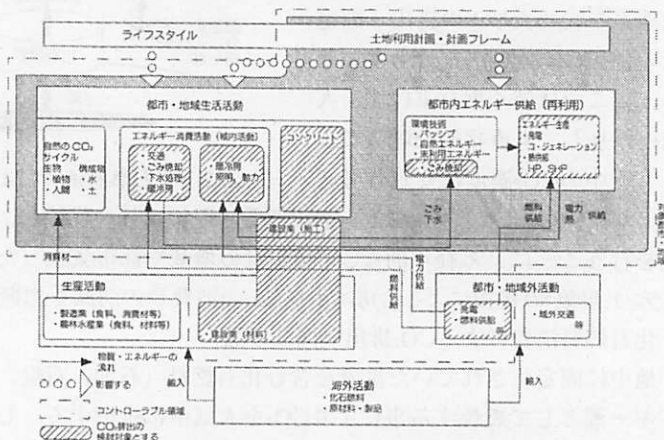 ライフスタイル
土地利用計画・計画フレーム
都市・地域生活活動
自然のCO₂
サイクル
生物 構成物
・植物 ・水
・人間 ・土
エネルギー消費活動（域内活動）
・交通
・ごみ焼却
・下水処理
・暖冷房
・暖冷房
・照明、動力
コンクリート
建設業（施工）
都市内エネルギー供給（再利用）
環境技術
・パッシブ
・自然エネルギー
・未利用エネルギー
・ごみ焼却
エネルギー生産
・発電
・コ・ジェネレーション
・熱供給
HP、SHP
ごみ
下水
燃料
供給
電力
熱
供給
消費材
電力供給
燃料供給
生産活動
・製造業（食料、消費材等）
・農林水産業（食料、材料等）
・建設業（材料）
都市・地域外活動
・発電
・燃料供給
等
・域外交通
等
物質・エネルギーの
流れ
影響する
コントローラブル領域
CO₂排出の
検討対象とする
輸入
海外活動
・化石燃料
・原材料・製造
輸入